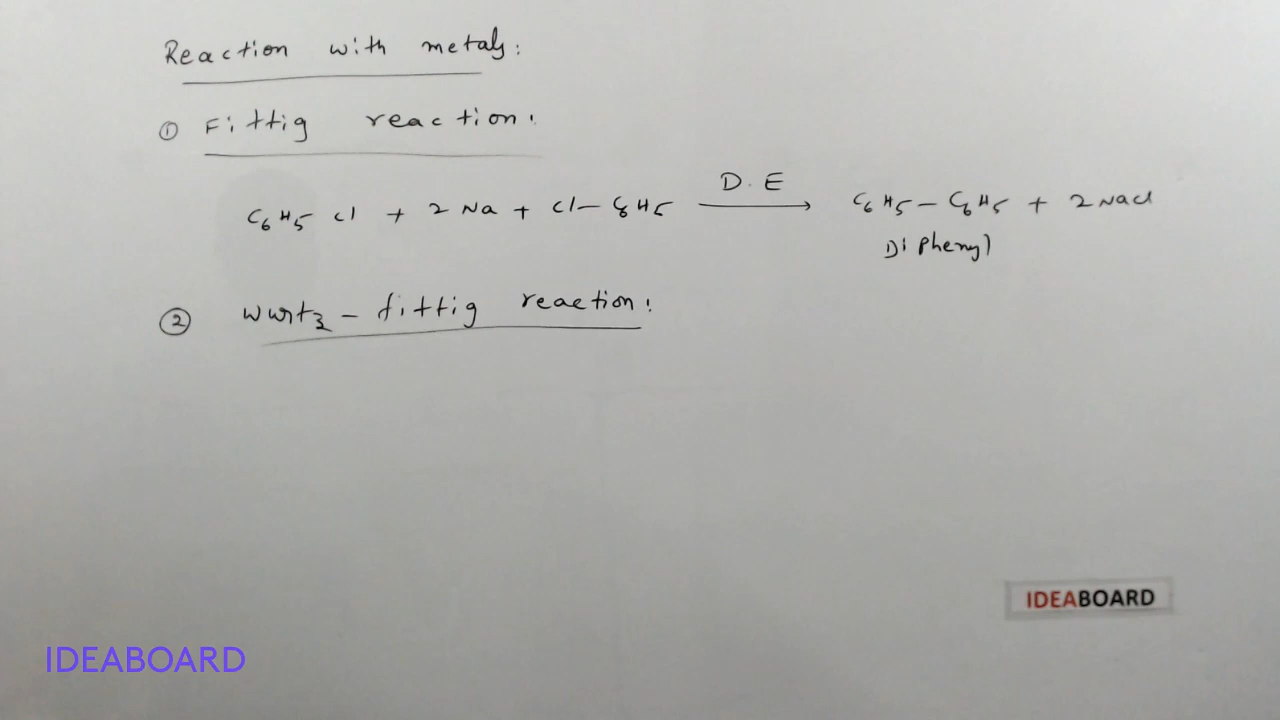 Reaction with metals:
① Fittig reaction.
C6H5 Cl + 2 Na + Cl – C6H5 D.E → C6H5 – C6H5 + 2 NaCl
Diphenyl
② Wurtz – fittig reaction:
IDEABOARD
IDEABOARD